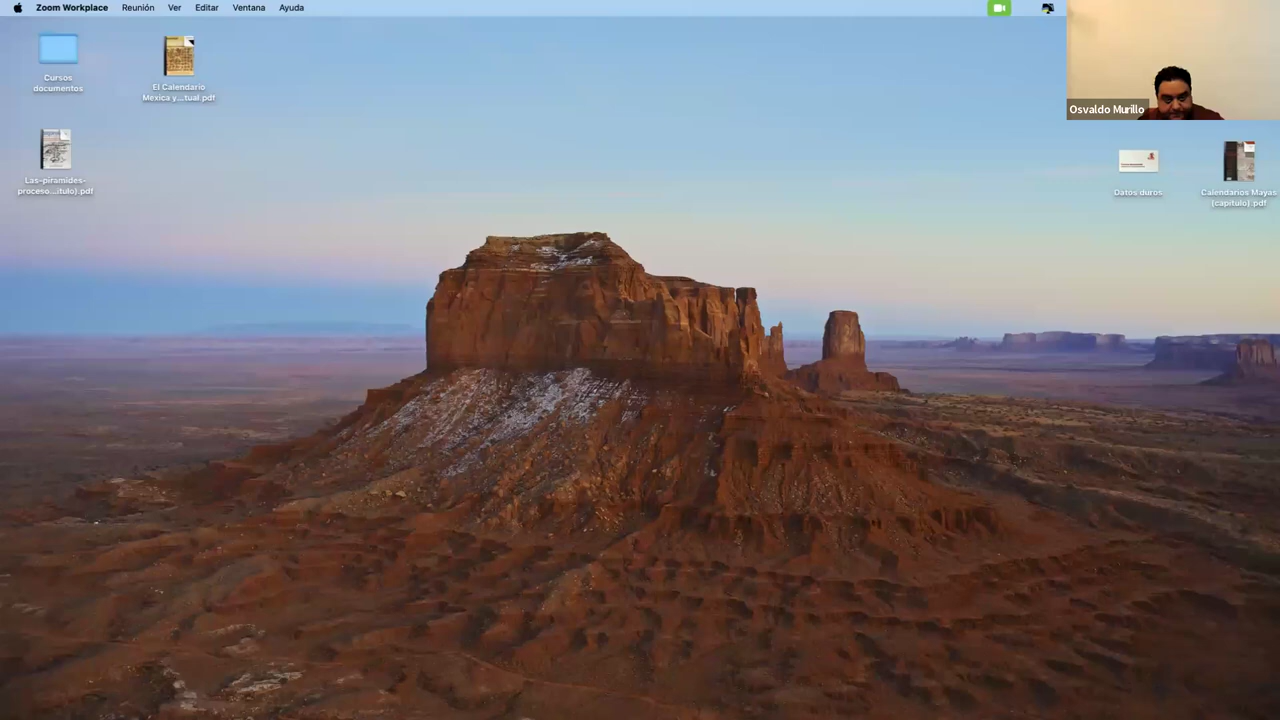 Zoom Workplace Reunión Ver Editar Ventana Ayuda
Osvaldo Murillo
Cursos
documentos
El Calendario
Mexica y...tual.pdf
Las-piramides-
proceso...itulo).pdf
Datos duros
Calendarios Mayas
(capitulo).pdf